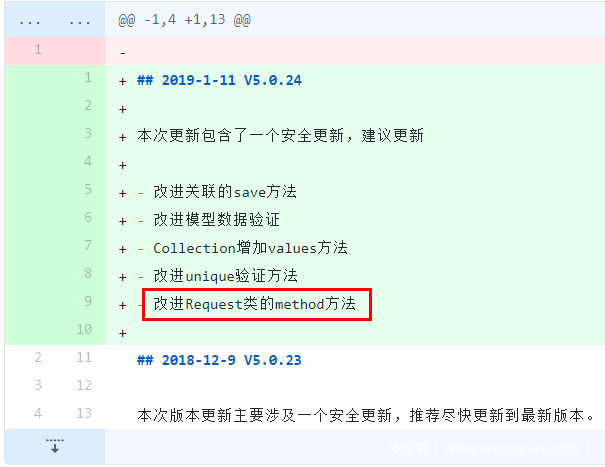 ... ... @@ -1,4 +1,13 @@
1 -
1 + ## 2019-1-11 V5.0.24
2 +
3 + 本次更新包含了一个安全更新，建议更新
4 +
5 + - 改进关联的save方法
6 + - 改进模型数据验证
7 + - Collection增加values方法
8 + - 改进unique验证方法
9 + - 改进Request类的method方法
10 +
2 11 ## 2018-12-9 V5.0.23
3 12
4 13 本次版本更新主要涉及一个安全更新，推荐尽快更新到最新版本。
安全客（www.anquanke.com）